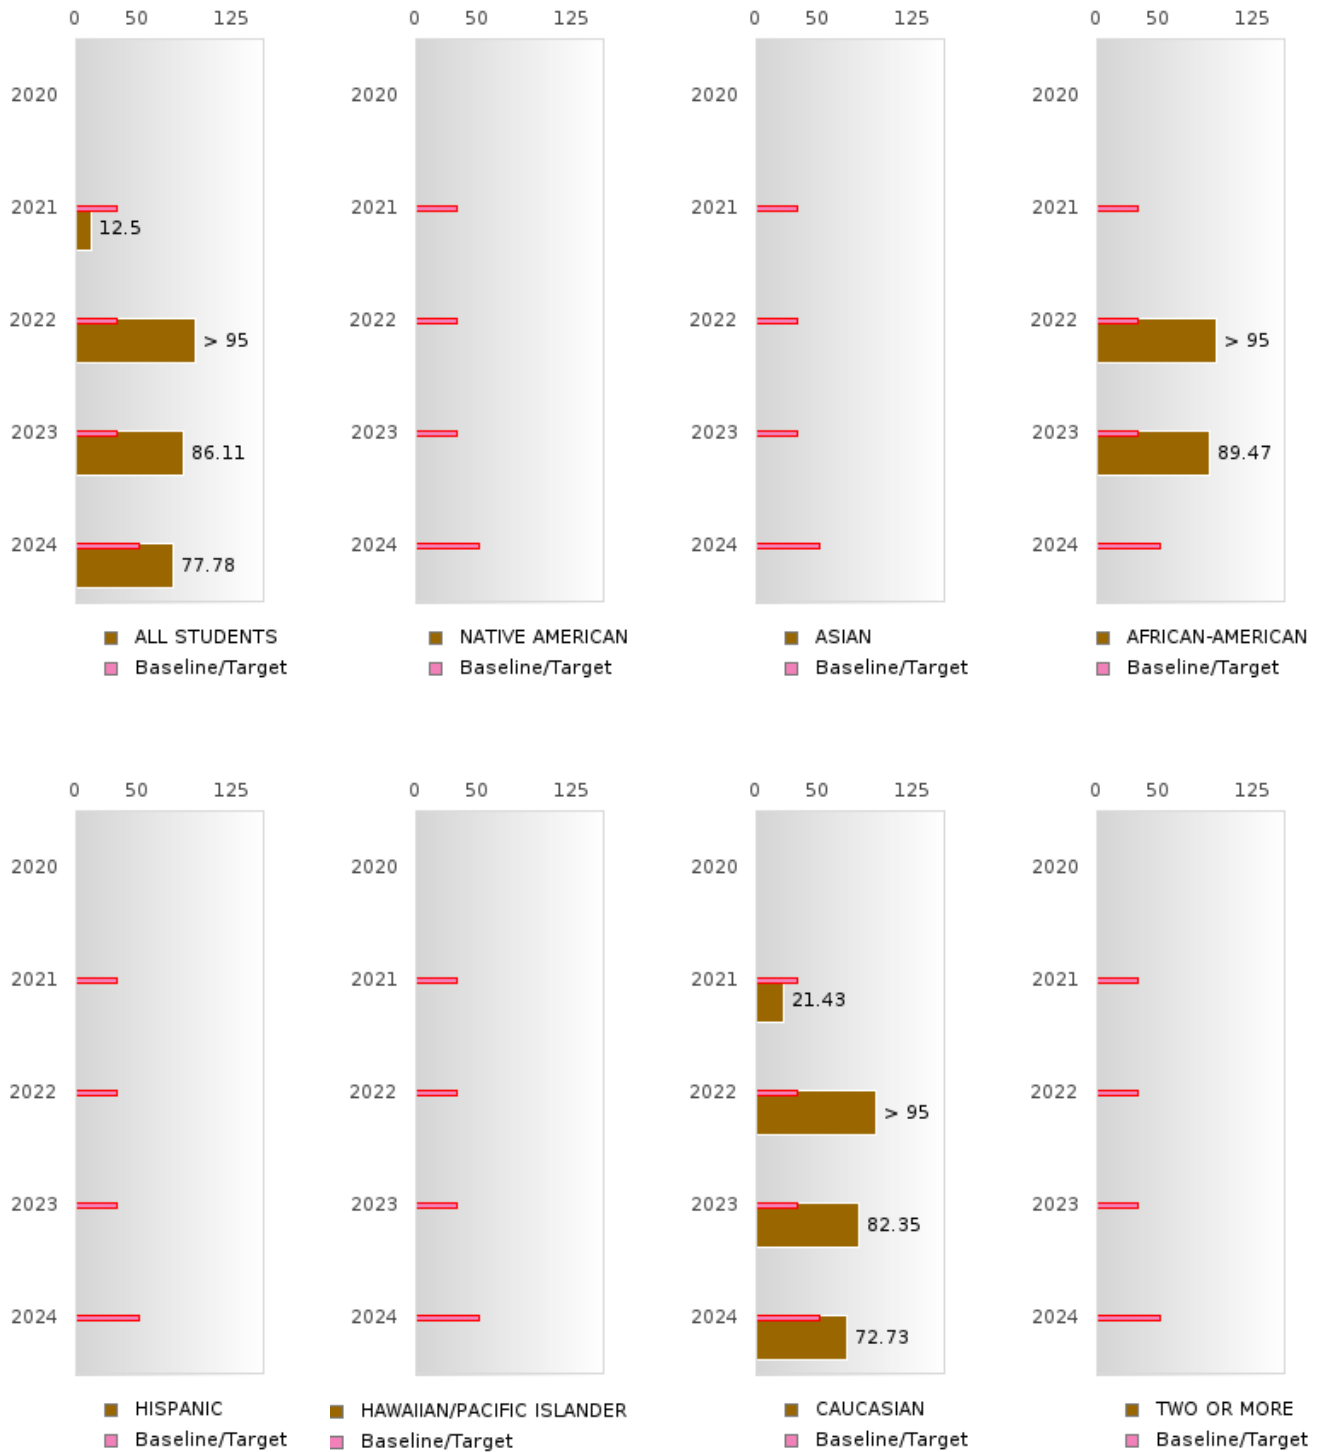 0 50 125 0 50 125 0 50 125 0 50 125
2020 2020 2020 2020
2021 2021 2021 2021
12.5
2022 2022 2022 2022
> 95 > 95
2023 2023 2023 2023
86.11 89.47
2024 2024 2024 2024
77.78
ALL STUDENTS NATIVE AMERICAN ASIAN AFRICAN-AMERICAN
Baseline/Target Baseline/Target Baseline/Target Baseline/Target
0 50 125 0 50 125 0 50 125 0 50 125
2020 2020 2020 2020
2021 2021 2021 2021
21.43
2022 2022 2022 2022
> 95
2023 2023 2023 2023
82.35
2024 2024 2024 2024
72.73
HISPANIC HAWAIIAN/PACIFIC ISLANDER CAUCASIAN TWO OR MORE
Baseline/Target Baseline/Target Baseline/Target Baseline/Target